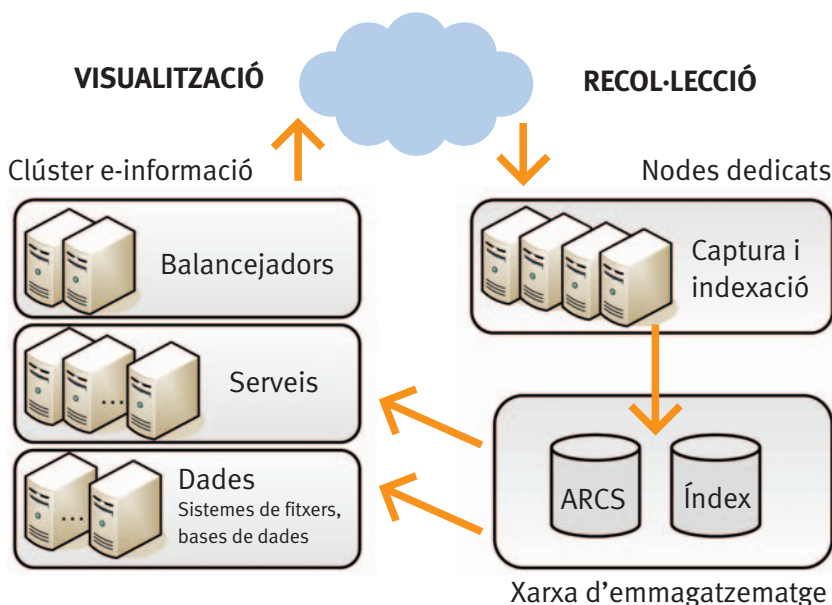 VISUALITZACIÓ
RECOL·LECCIÓ
Clúster e-informació
Nodes dedicats
Balancejadors
Captura i
indexació
Serveis
...
Dades
Sistemes de fitxers,
bases de dades
...
ARCS
Índex
Xarxa d'emmagatzematge